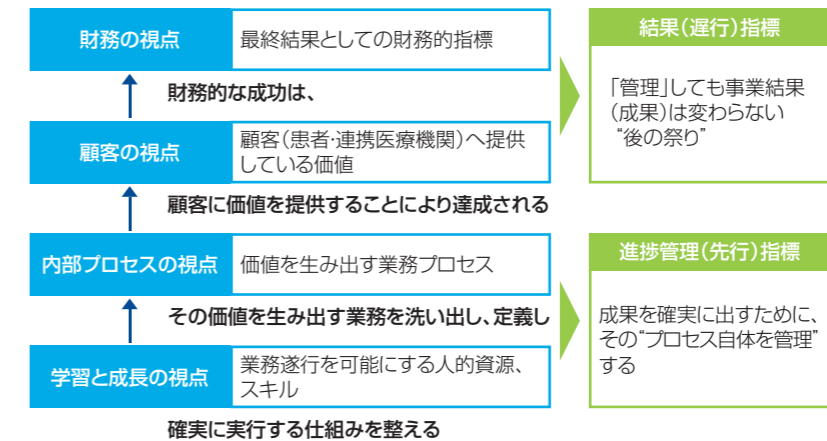 財務の視点
最終結果としての財務的指標
財務的な成功は、
顧客の視点
顧客(患者・連携医療機関)へ提供
している価値
顧客に価値を提供することにより達成される
内部プロセスの視点
価値を生み出す業務プロセス
その価値を生み出す業務を洗い出し、定義し
学習と成長の視点
業務遂行を可能にする人的資源、
スキル
確実に実行する仕組みを整える
結果(遅行)指標
「管理」しても事業結果
(成果)は変わらない
“後の祭り”
進捗管理(先行)指標
成果を確実に出すために、
その“プロセス自体を管理”
する